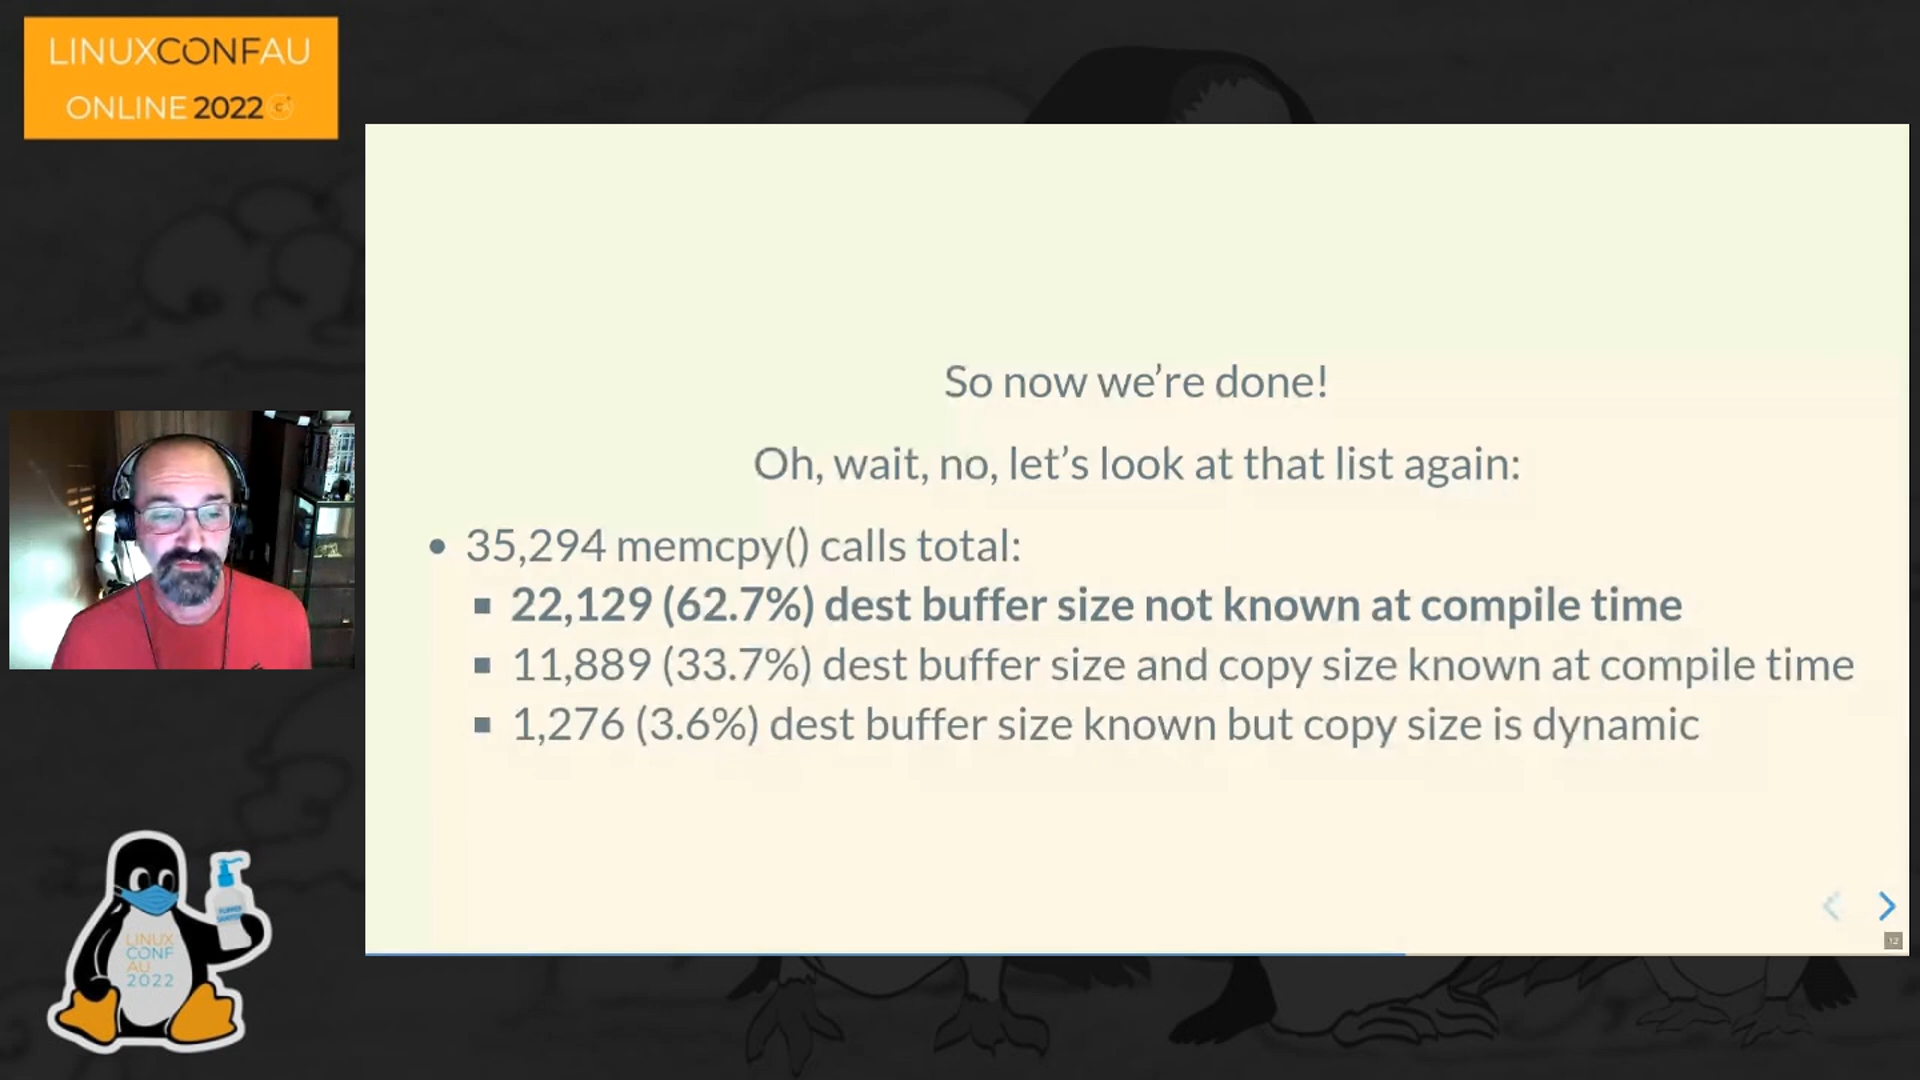 LINUXCONFAU
ONLINE 2022
So now we’re done!
Oh, wait, no, let’s look at that list again:
• 35,294 memcpy() calls total:
▪ 22,129 (62.7%) dest buffer size not known at compile time
▪ 11,889 (33.7%) dest buffer size and copy size known at compile time
▪ 1,276 (3.6%) dest buffer size known but copy size is dynamic
12
LINUX
CONF
AU
2022